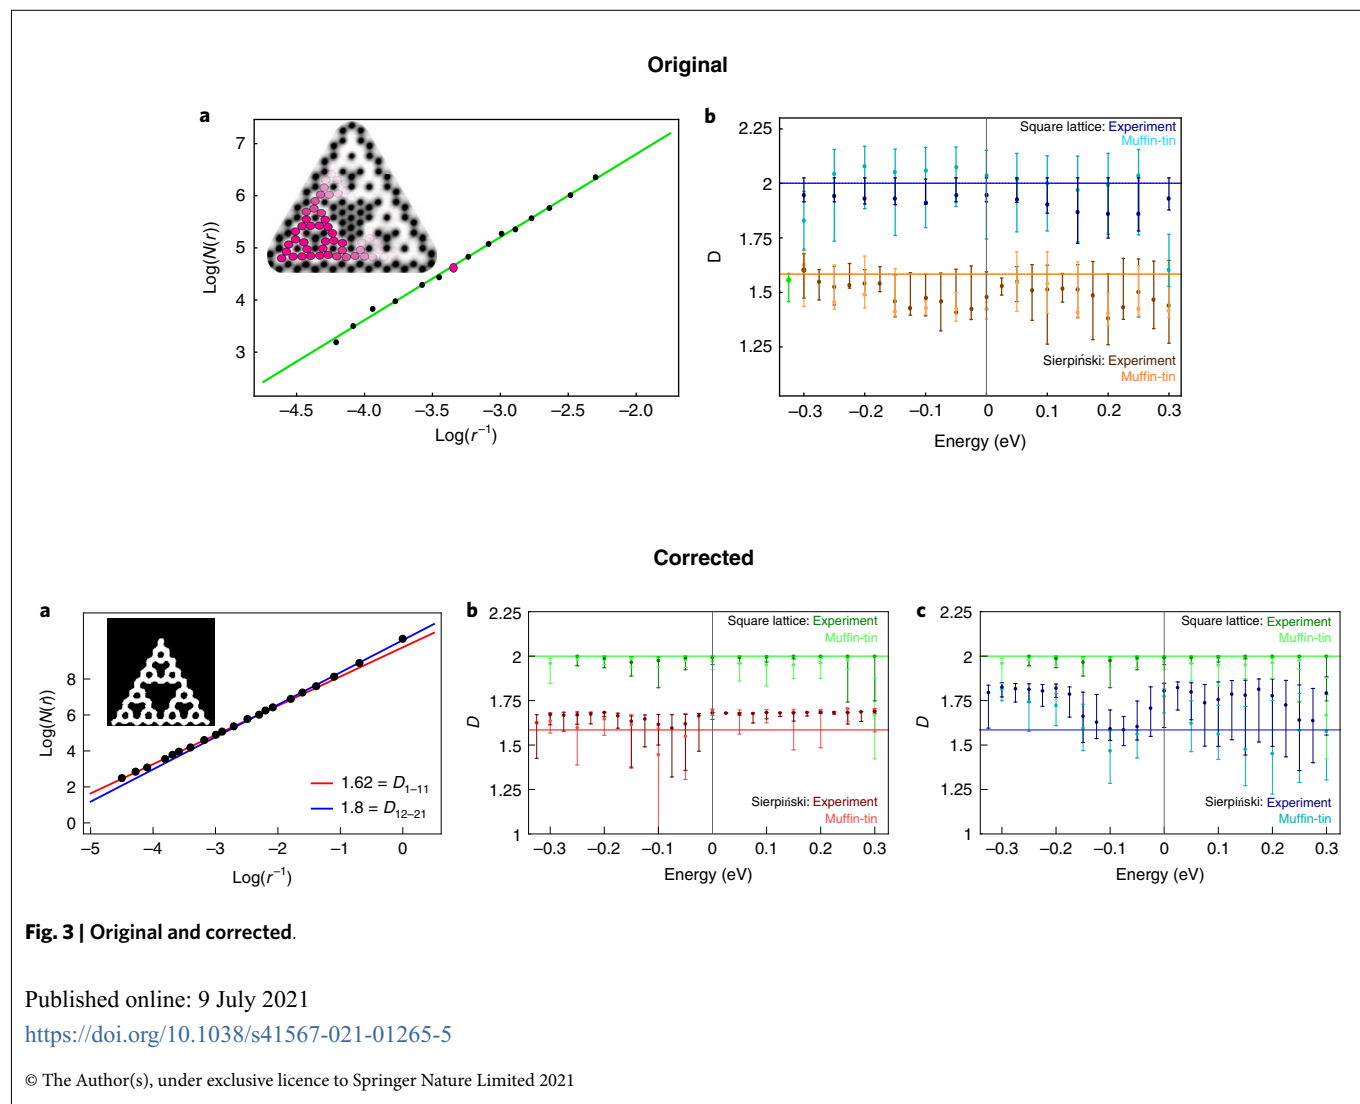 Original
a
7
6
5
4
3
Log(N(r))
−4.5 −4.0 −3.5 −3.0 −2.5 −2.0
Log(r⁻¹)
b
2.25
2
1.75
1.5
1.25
D
Square lattice: Experiment
Muffin-tin
Sierpiński: Experiment
Muffin-tin
−0.3 −0.2 −0.1 0 0.1 0.2 0.3
Energy (eV)
Corrected
a
8
6
4
2
0
Log(N(r))
1.62 = D₁₋₁₁
1.8 = D₁₂₋₂₁
−5 −4 −3 −2 −1 0
Log(r⁻¹)
b
2.25
2
1.75
1.5
1.25
1
D
Square lattice: Experiment
Muffin-tin
Sierpiński: Experiment
Muffin-tin
−0.3 −0.2 −0.1 0 0.1 0.2 0.3
Energy (eV)
c
2.25
2
1.75
1.5
1.25
1
D
Square lattice: Experiment
Muffin-tin
Sierpiński: Experiment
Muffin-tin
−0.3 −0.2 −0.1 0 0.1 0.2 0.3
Energy (eV)
Fig. 3 | Original and corrected.
Published online: 9 July 2021
https://doi.org/10.1038/s41567-021-01265-5
© The Author(s), under exclusive licence to Springer Nature Limited 2021